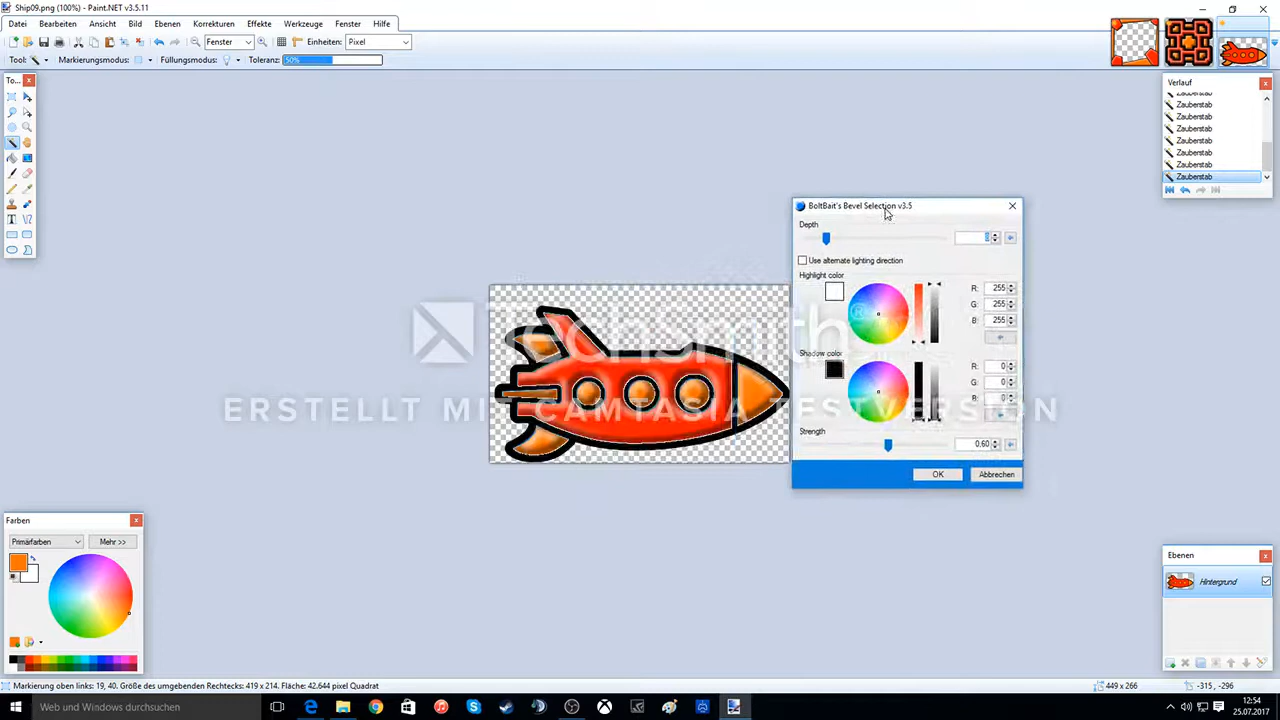 Ship09.png (100%) - Paint.NET v3.5.11
Datei Bearbeiten Ansicht Bild Ebenen Korrekturen Effekte Werkzeuge Fenster Hilfe
Fenster Einheiten: Pixel
Tool: Markierungsmodus: Füllungsmodus: Toleranz: 50%
To...
Verlauf
Zauberstab
Zauberstab
Zauberstab
Zauberstab
Zauberstab
Zauberstab
Zauberstab
Zauberstab
BoltBait's Bevel Selection v3.5
Depth
Use alternate lighting direction
Highlight color
R: 255
G: 255
B: 255
Shadow color
R: 0
G: 0
B: 0
Strength
0,60
OK Abbrechen
TechSmith®
ERSTELLT MIT CAMTASIA TESTVERSION
Farben
Primärfarben Mehr >>
Ebenen
Hintergrund
Markierung oben links: 19, 40. Größe des umgebenden Rechtecks: 419 x 214. Fläche: 42.644 pixel Quadrat
449 x 266
-315, -296
Web und Windows durchsuchen
12:54
25.07.2017